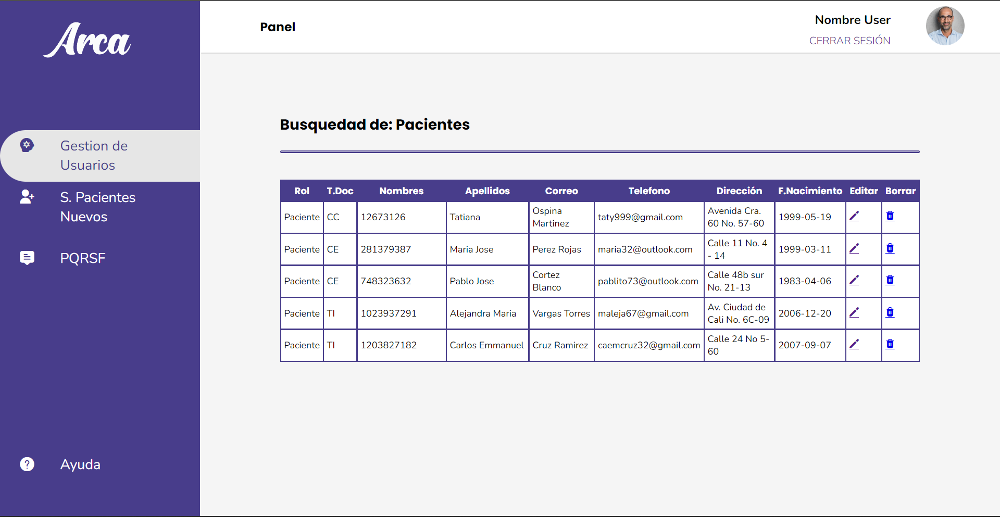 Arca
Panel
Nombre User
CERRAR SESIÓN
Gestion de
Usuarios
S. Pacientes
Nuevos
PQRSF
Ayuda
Busquedad de: Pacientes
Rol T.Doc Nombres Apellidos Correo Telefono Dirección F.Nacimiento Editar Borrar
Paciente CC 12673126 Tatiana Ospina Martinez taty999@gmail.com Avenida Cra. 60 No. 57-60 1999-05-19
Paciente CE 281379387 Maria Jose Perez Rojas maria32@outlook.com Calle 11 No. 4 - 14 1999-03-11
Paciente CE 748323632 Pablo Jose Cortez Blanco pablito73@outlook.com Calle 48b sur No. 21-13 1983-04-06
Paciente TI 1023937291 Alejandra Maria Vargas Torres maleja67@gmail.com Av. Ciudad de Cali No. 6C-09 2006-12-20
Paciente TI 1203827182 Carlos Emmanuel Cruz Ramirez caemcruz32@gmail.com Calle 24 No 5-60 2007-09-07